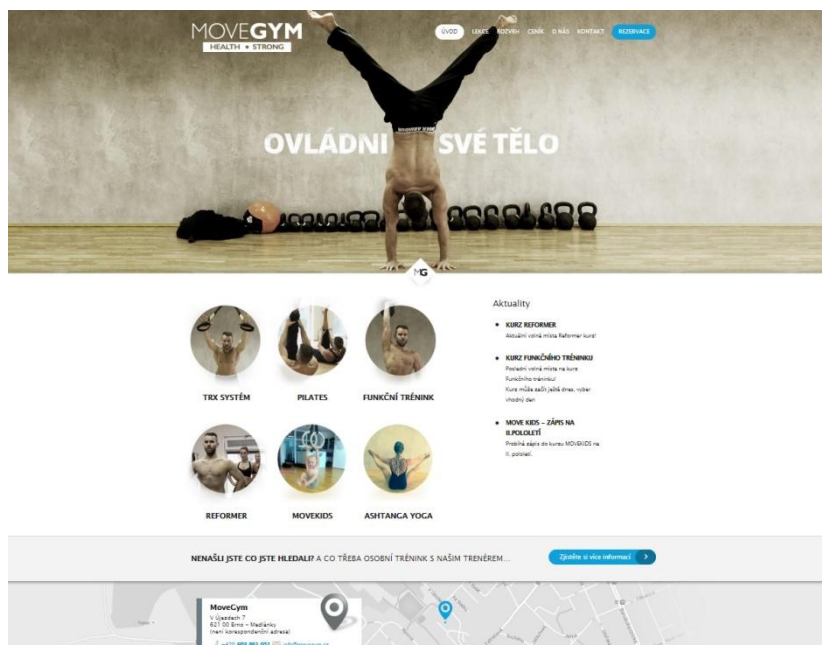 MOVEGYM
HEALTH • STRONG
ÚVOD LEKCE ROZVRH CENÍK O NÁS KONTAKT REZERVACE
OVLÁDNI SVÉ TĚLO
MG
TRX SYSTÉM PILATES FUNKČNÍ TRÉNINK
REFORMER MOVEKIDS ASHTANGA YOGA
Aktuality
KURZ REFORMER
Aktuální volná místa Reformer kurz!
KURZ FUNKČNÍHO TRÉNINKU
Poslední volná místa na kurz
Funkčního tréninku!
Kurz může začít ještě dnes, vyber
vhodný den
MOVE KIDS – ZÁPIS NA
II.POLOLETÍ
Probíhá zápis do kurzu MOVEKIDS na
II. pololetí.
NENAŠLI JSTE CO JSTE HLEDALI? A CO TŘEBA OSOBNÍ TRÉNINK S NAŠIM TRENÉREM...
Zjistěte si více informací
MoveGym
V Újezdech 7
621 00 Brno – Medlánky
(není korespondenční adresa)